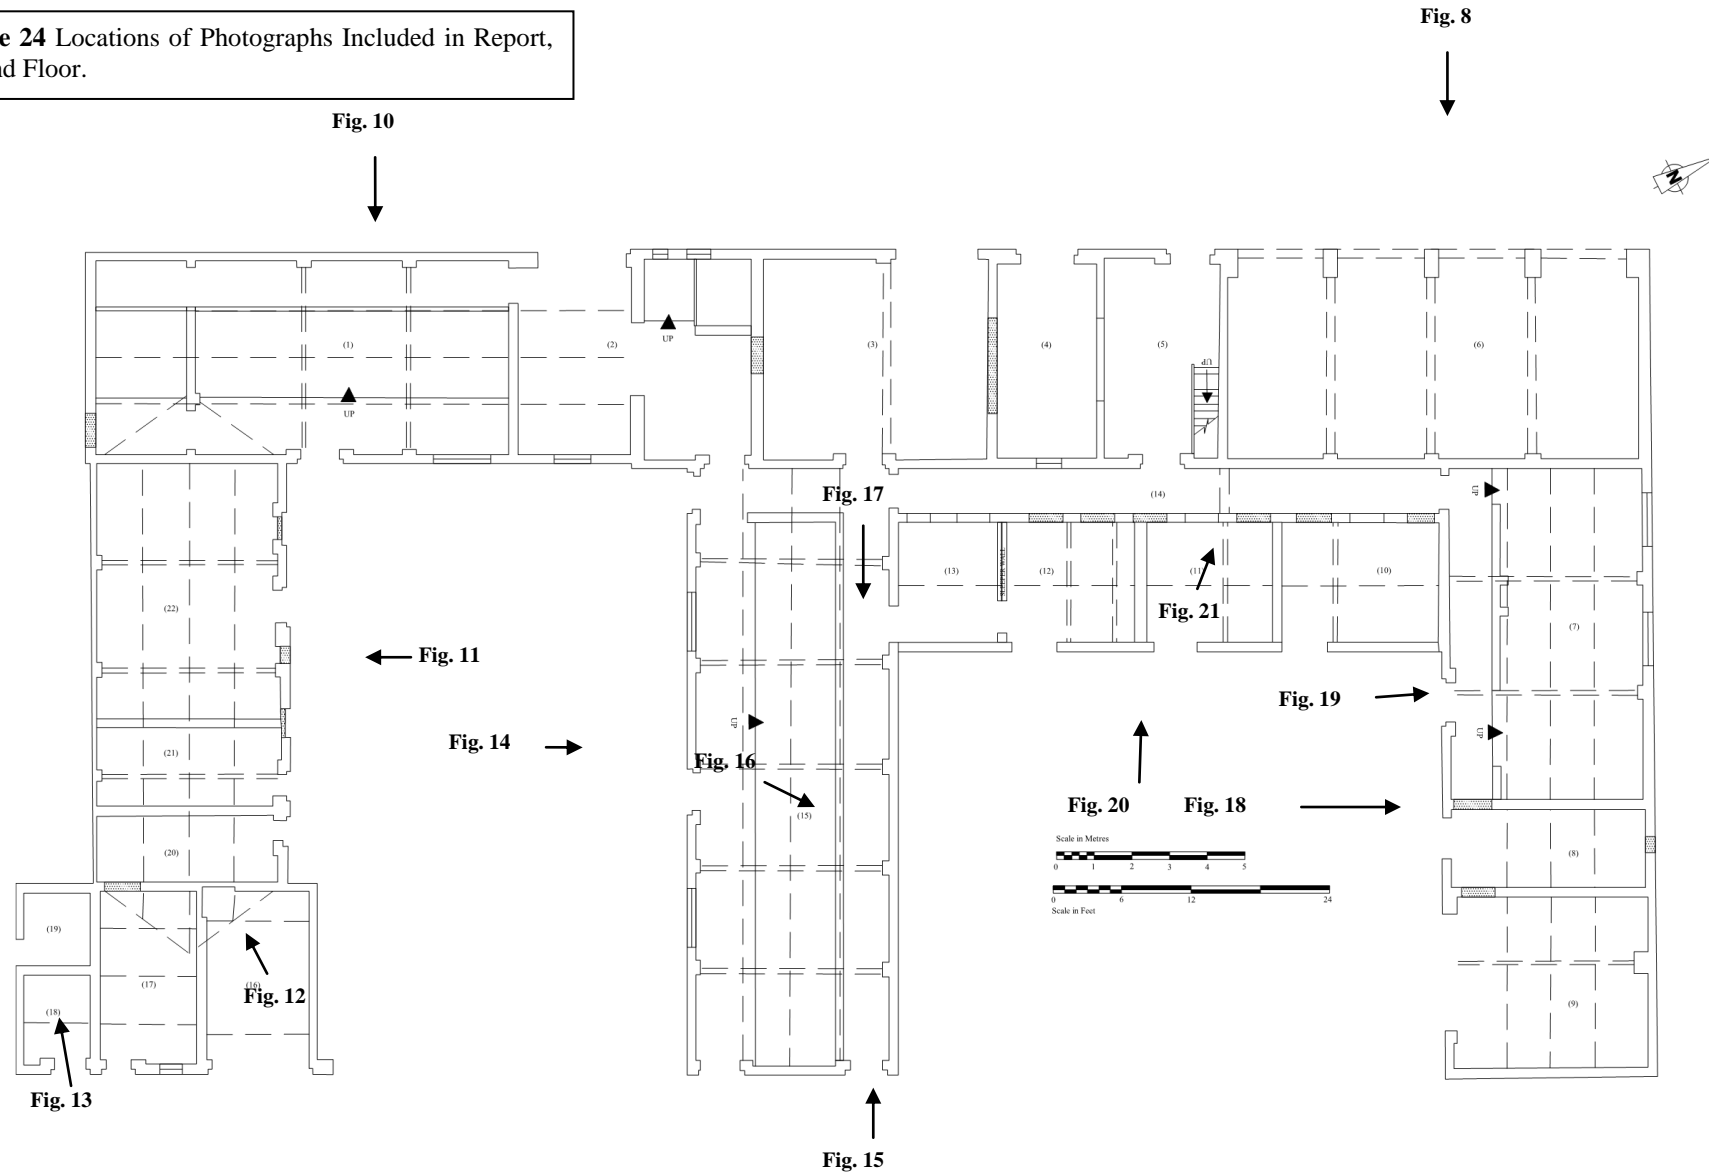 e 24 Locations of Photographs Included in Report,
nd Floor.
Fig. 8
Fig. 10
N
(1)
(2)
UP
(3)
(4)
(5)
UP
(6)
UP
Fig. 17
(14)
UP
(13)
SLEEPER WALL
(12)
(11)
(10)
(22)
Fig. 21
(7)
Fig. 11
Fig. 19
UP
UP
Fig. 14
(21)
Fig. 16
Fig. 20
Fig. 18
(15)
Scale in Metres
0 1 2 3 4 5
(20)
(8)
0 6 12 24
Scale in Feet
(19)
(17)
(16)
Fig. 12
(18)
(9)
Fig. 13
Fig. 15